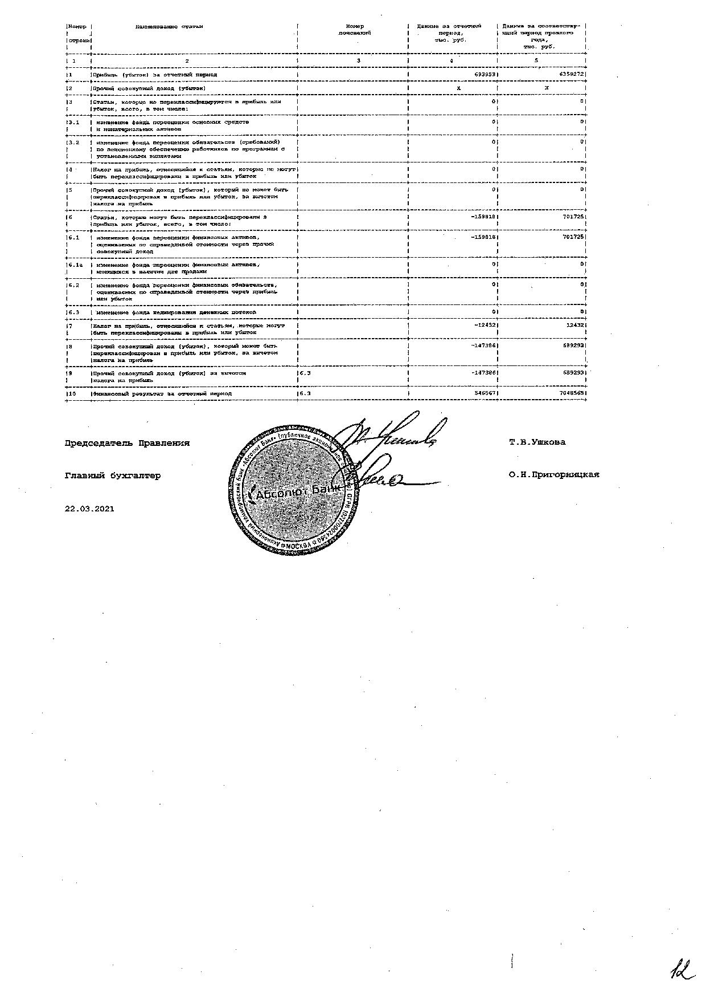 |Номер | Наименование статьи | Номер | Данные за отчетный | Данные за соответству- |
| | | пояснений | период, | ющий период прошлого |
|строки| | | тыс. руб. | года, |
| | | | | тыс. руб. |
| 1 | 2 | 3 | 4 | 5 |
|1 |Прибыль (убыток) за отчетный период | | 693953| 6359272|
|2 |Прочий совокупный доход (убыток) | | X | X |
|3 |Статьи, которые не переклассифицируются в прибыль или | | 0| 0|
| |убыток, всего, в том числе: | | | |
|3.1 | изменение фонда переоценки основных средств | | 0| 0|
| | и нематериальных активов | | | |
|3.2 | изменение фонда переоценки обязательств (требований) | | 0| 0|
| | по пенсионному обеспечению работников по программам с | | | |
| | установленными выплатами | | | |
|4 |Налог на прибыль, относящийся к статьям, которые не могут| | 0| 0|
| |быть переклассифицированы в прибыль или убыток | | | |
|5 |Прочий совокупный доход (убыток), который не может быть | | 0| 0|
| |переклассифицирован в прибыль или убыток, за вычетом | | | |
| |налога на прибыль | | | |
|6 |Статьи, которые могут быть переклассифицированы в | | -159818| 701725|
| |прибыль или убыток, всего, в том числе: | | | |
|6.1 | изменение фонда переоценки финансовых активов, | | -159818| 701725|
| | оцениваемых по справедливой стоимости через прочий | | | |
| | совокупный доход | | | |
|6.1а | изменение фонда переоценки финансовых активов, | | 0| 0|
| | имеющихся в наличии для продажи | | | |
|6.2 | изменение фонда переоценки финансовых обязательств, | | 0| 0|
| | оцениваемых по справедливой стоимости через прибыль | | | |
| | или убыток | | | |
|6.3 | изменение фонда хеджирования денежных потоков | | 0| 0|
|7 |Налог на прибыль, относящийся к статьям, которые могут | | -12432| 12432|
| |быть переклассифицированы в прибыль или убыток | | | |
|8 |Прочий совокупный доход (убыток), который может быть | | -147386| 689293|
| |переклассифицирован в прибыль или убыток, за вычетом | | | |
| |налога на прибыль | | | |
|9 |Прочий совокупный доход (убыток) за вычетом |6.3 | -147386| 689293|
| |налога на прибыль | | | |
|10 |Финансовый результат за отчетный период |6.3 | 546567| 7048565|
Председатель Правления Т.В.Ушкова
Главный бухгалтер О.Н.Пригорницкая
22.03.2021
Акционерный коммерческий банк «Абсолют Банк» (публичное акционерное общество) ОГРН 1027700024560 * МОСКВА *
Абсолют Банк
12